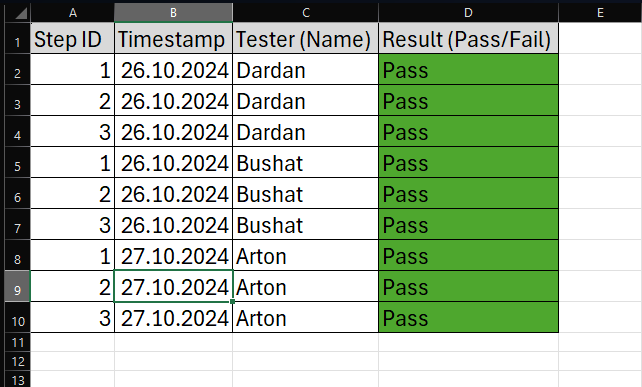 A B C D E
1 Step ID Timestamp Tester (Name) Result (Pass/Fail)
2 1 26.10.2024 Dardan Pass
3 2 26.10.2024 Dardan Pass
4 3 26.10.2024 Dardan Pass
5 1 26.10.2024 Bushat Pass
6 2 26.10.2024 Bushat Pass
7 3 26.10.2024 Bushat Pass
8 1 27.10.2024 Arton Pass
9 2 27.10.2024 Arton Pass
10 3 27.10.2024 Arton Pass
11
12
13